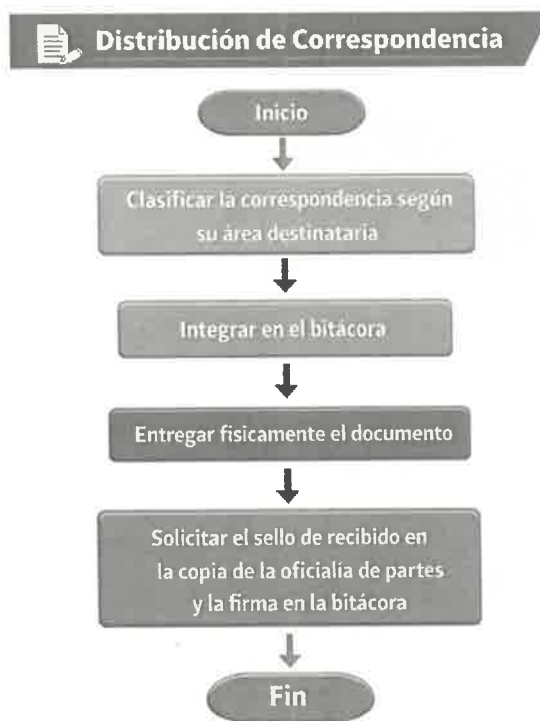 Distribución de Correspondencia
Inicio
Clasificar la correspondencia según
su área destinataria
Integrar en el bitácora
Entregar fisicamente el documento
Solicitar el sello de recibido en
la copia de la oficialía de partes
y la firma en la bitácora
Fin